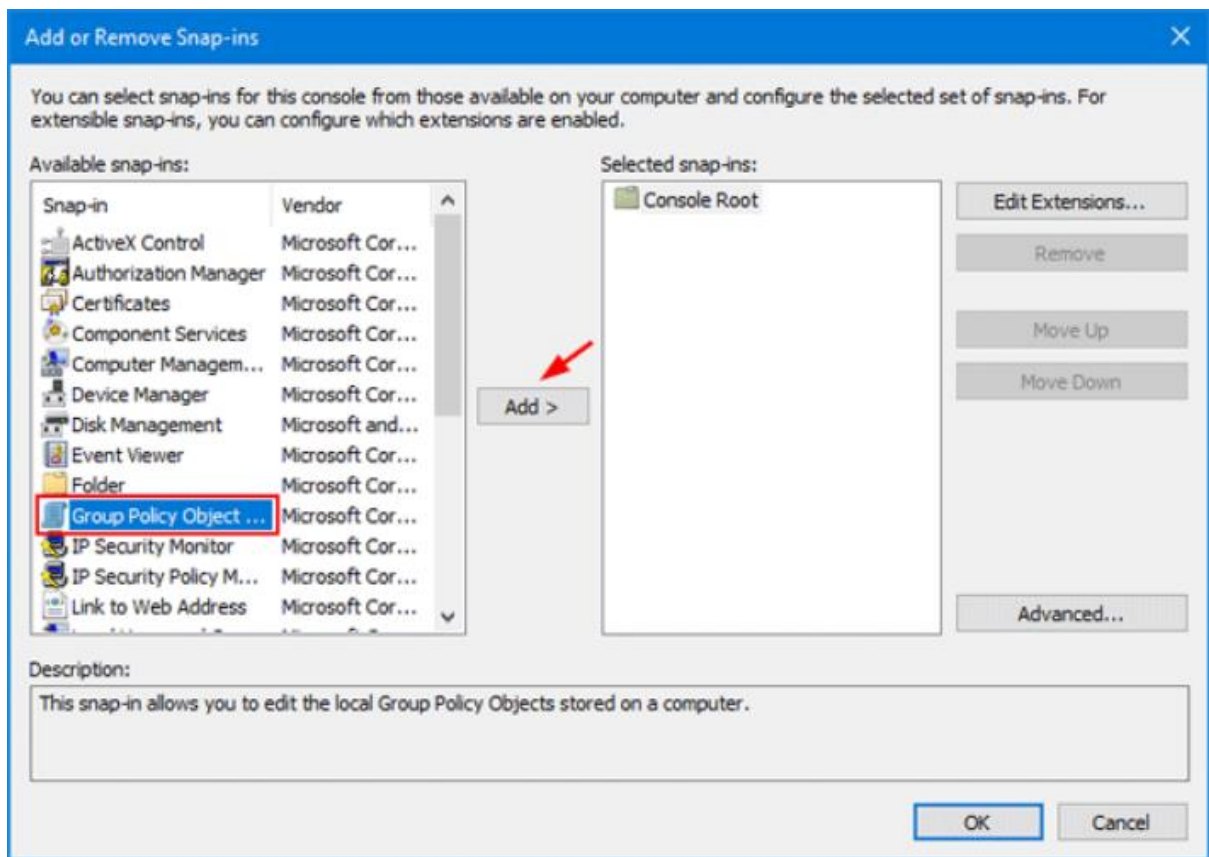 Add or Remove Snap-ins
You can select snap-ins for this console from those available on your computer and configure the selected set of snap-ins. For
extensible snap-ins, you can configure which extensions are enabled.
Available snap-ins:
Snap-in Vendor
ActiveX Control Microsoft Cor...
Authorization Manager Microsoft Cor...
Certificates Microsoft Cor...
Component Services Microsoft Cor...
Computer Managem... Microsoft Cor...
Device Manager Microsoft Cor...
Disk Management Microsoft and...
Event Viewer Microsoft Cor...
Folder Microsoft Cor...
Group Policy Object ... Microsoft Cor...
IP Security Monitor Microsoft Cor...
IP Security Policy M... Microsoft Cor...
Link to Web Address Microsoft Cor...
Add >
Selected snap-ins:
Console Root
Edit Extensions...
Remove
Move Up
Move Down
Advanced...
Description:
This snap-in allows you to edit the local Group Policy Objects stored on a computer.
OK Cancel